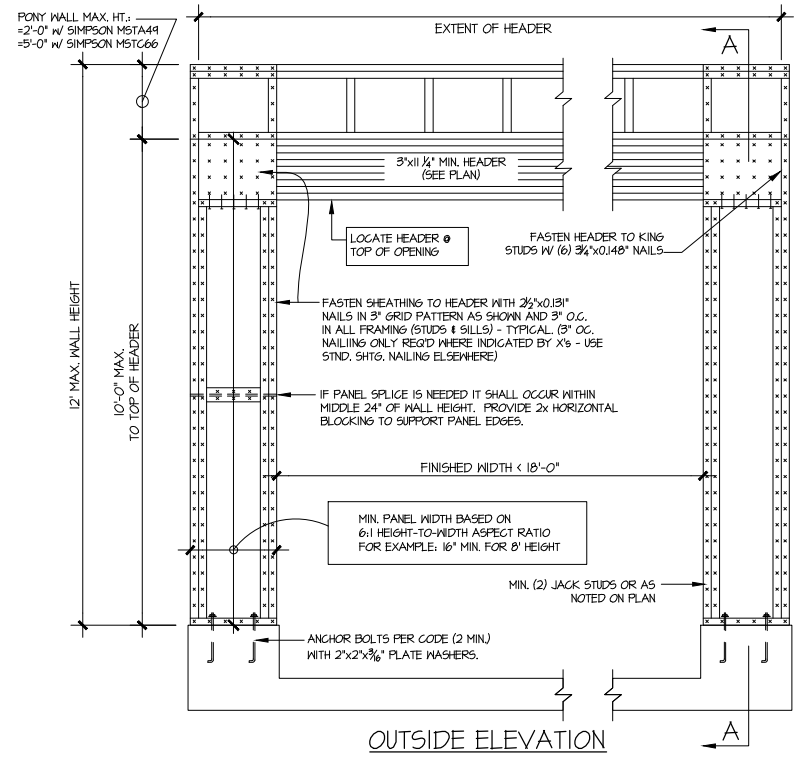 PONY WALL MAX. HT.:
=2'-0" W/ SIMPSON MSTA49
=5'-0" W/ SIMPSON MSTC66
EXTENT OF HEADER
A
3"x11 1/4" MIN. HEADER
(SEE PLAN)
LOCATE HEADER @
TOP OF OPENING
FASTEN HEADER TO KING
STUDS W/ (6) 3 1/4"x0.148" NAILS
12' MAX. WALL HEIGHT
10'-0" MAX.
TO TOP OF HEADER
FASTEN SHEATHING TO HEADER WITH 2 1/2"x0.131"
NAILS IN 3" GRID PATTERN AS SHOWN AND 3" O.C.
IN ALL FRAMING (STUDS & SILLS) - TYPICAL. (3" OC.
NAILIING ONLY REQ'D WHERE INDICATED BY X's - USE
STND. SHTG. NAILING ELSEWHERE)
IF PANEL SPLICE IS NEEDED IT SHALL OCCUR WITHIN
MIDDLE 24" OF WALL HEIGHT. PROVIDE 2x HORIZONTAL
BLOCKING TO SUPPORT PANEL EDGES.
FINISHED WIDTH < 18'-0"
MIN. PANEL WIDTH BASED ON
6:1 HEIGHT-TO-WIDTH ASPECT RATIO
FOR EXAMPLE: 16" MIN. FOR 8' HEIGHT
MIN. (2) JACK STUDS OR AS
NOTED ON PLAN
ANCHOR BOLTS PER CODE (2 MIN.)
WITH 2"x2"x3/16" PLATE WASHERS.
A
OUTSIDE ELEVATION